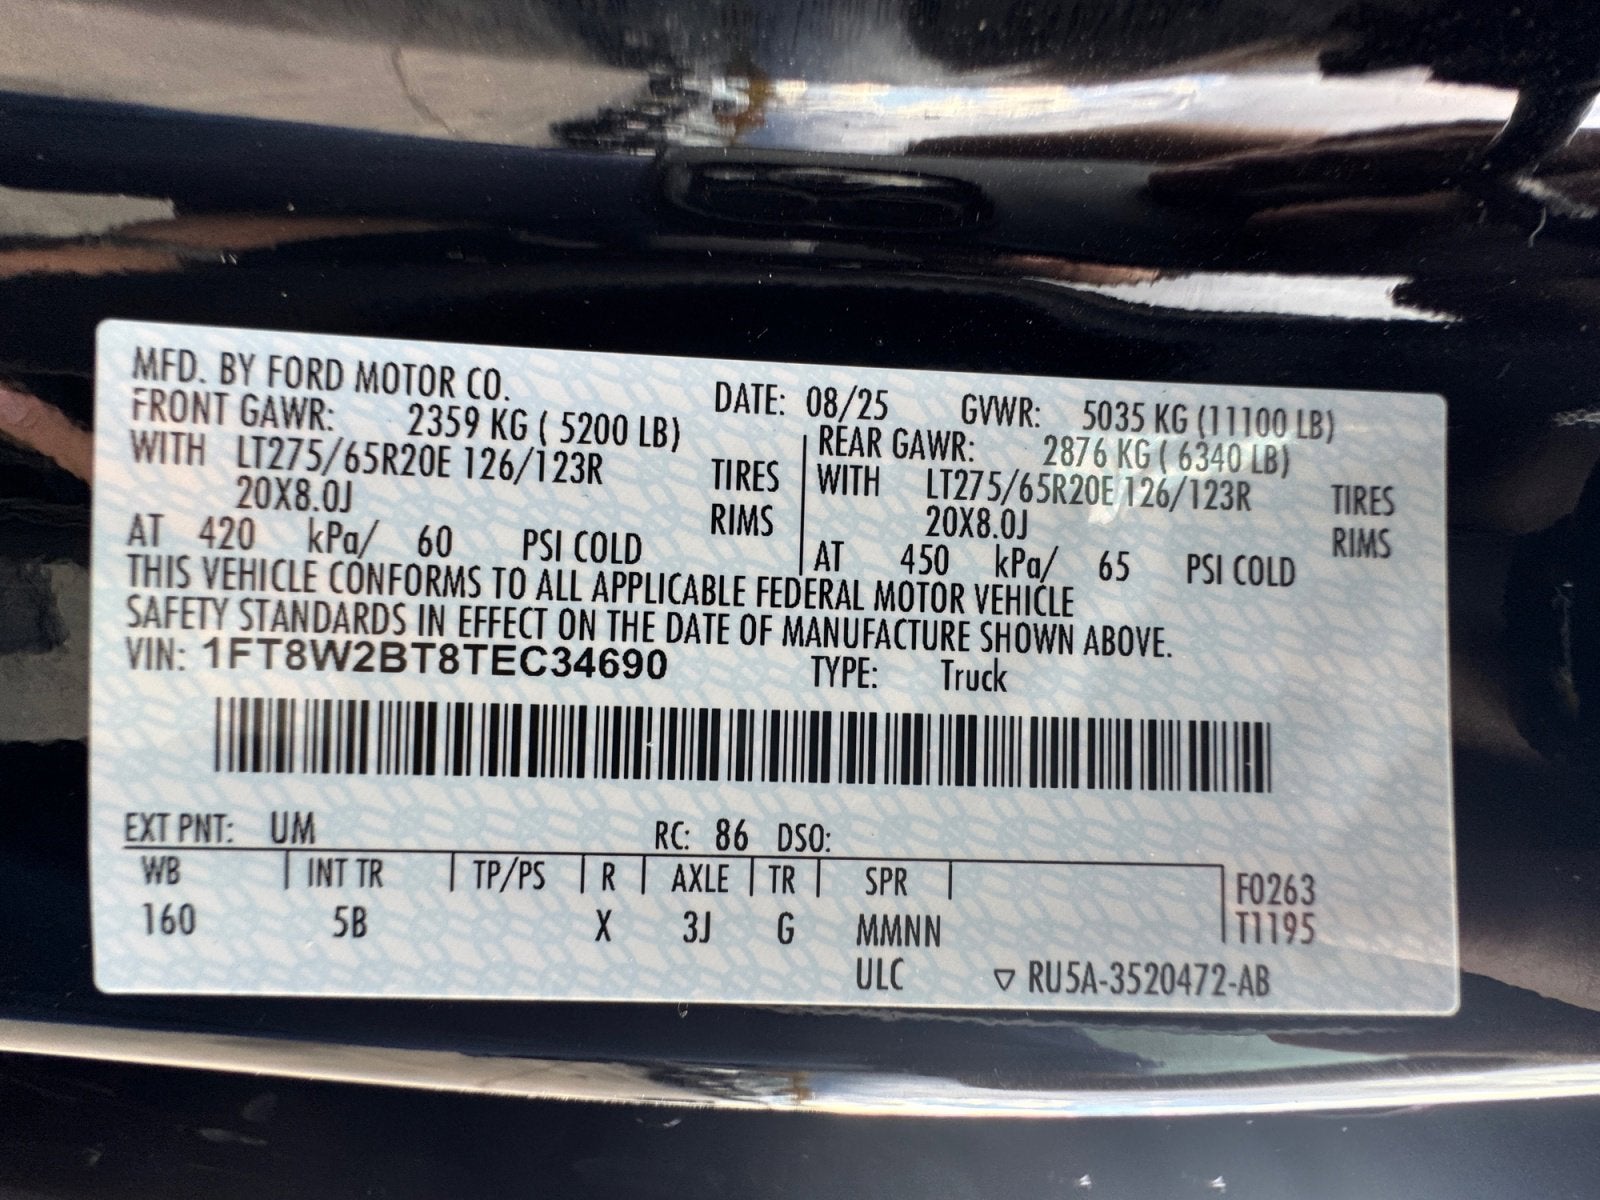 MFD. BY FORD MOTOR CO. DATE: 08/25 GVWR: 5035 KG (11100 LB)
FRONT GAWR: 2359 KG ( 5200 LB) REAR GAWR: 2876 KG ( 6340 LB)
WITH LT275/65R20E 126/123R TIRES WITH LT275/65R20E 126/123R TIRES
20X8.0J RIMS 20X8.0J RIMS
AT 420 kPa/ 60 PSI COLD AT 450 kPa/ 65 PSI COLD
THIS VEHICLE CONFORMS TO ALL APPLICABLE FEDERAL MOTOR VEHICLE
SAFETY STANDARDS IN EFFECT ON THE DATE OF MANUFACTURE SHOWN ABOVE.
VIN: 1FT8W2BT8TEC34690 TYPE: Truck
EXT PNT: UM RC: 86 DSO:
WB INT TR TP/PS R AXLE TR SPR F0263
160 5B X 3J G MMNN T1195
ULC RU5A-3520472-AB